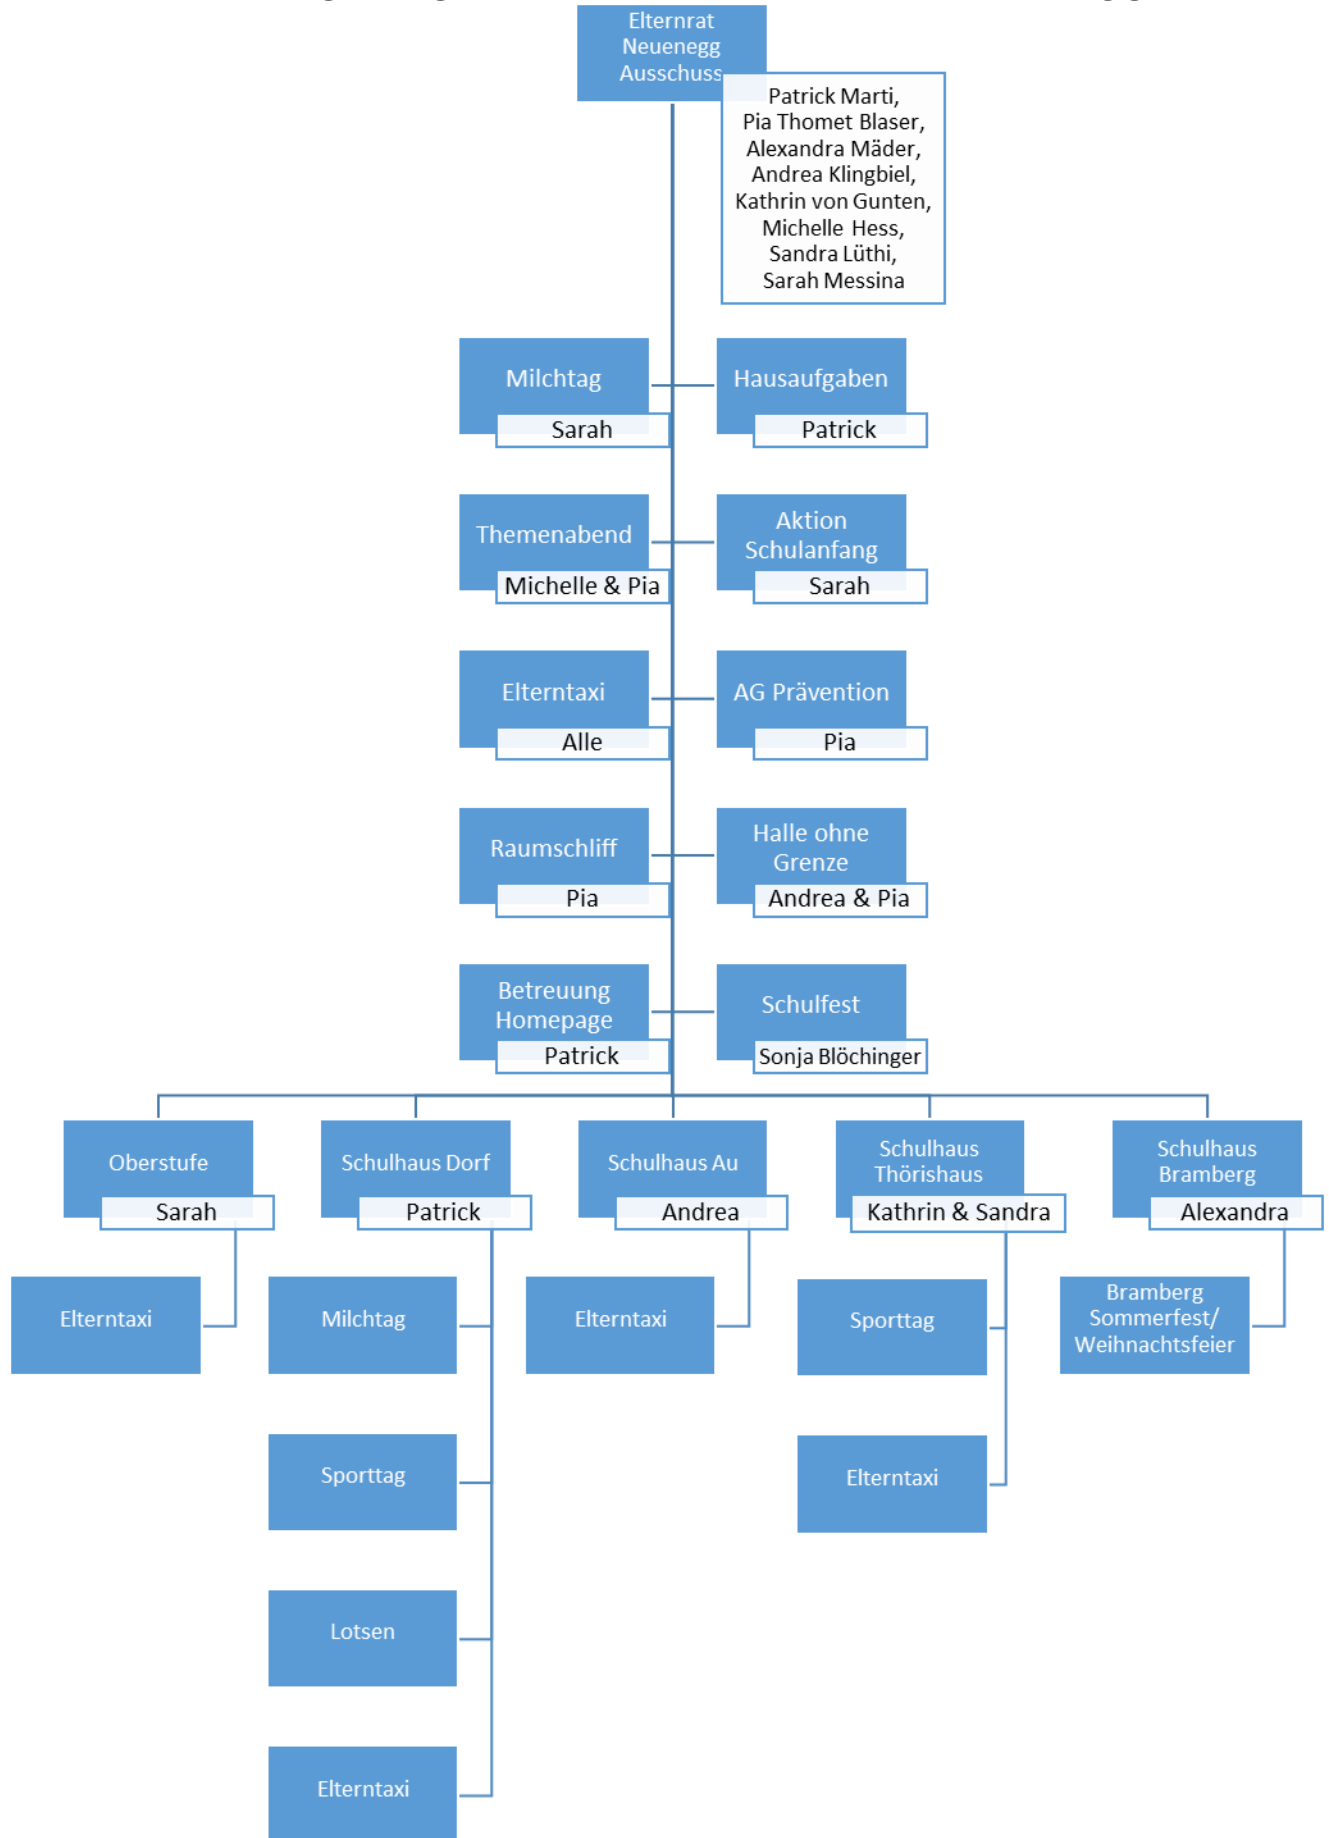 Elternrat
Neuenegg
Ausschuss
Patrick Marti,
Pia Thomet Blaser,
Alexandra Mäder,
Andrea Klingbiel,
Kathrin von Gunten,
Michelle Hess,
Sandra Lüthi,
Sarah Messina
Milchtag
Sarah
Hausaufgaben
Patrick
Themenabend
Michelle & Pia
Aktion
Schulanfang
Sarah
Elterntaxi
Alle
AG Prävention
Pia
Raumschliff
Pia
Halle ohne
Grenze
Andrea & Pia
Betreuung
Homepage
Patrick
Schulfest
Sonja Blöchinger
Oberstufe
Sarah
Schulhaus Dorf
Patrick
Schulhaus Au
Andrea
Schulhaus
Thörishaus
Kathrin & Sandra
Schulhaus
Bramberg
Alexandra
Elterntaxi
Milchtag
Elterntaxi
Sporttag
Bramberg
Sommerfest/
Weihnachtsfeier
Sporttag
Elterntaxi
Lotsen
Elterntaxi